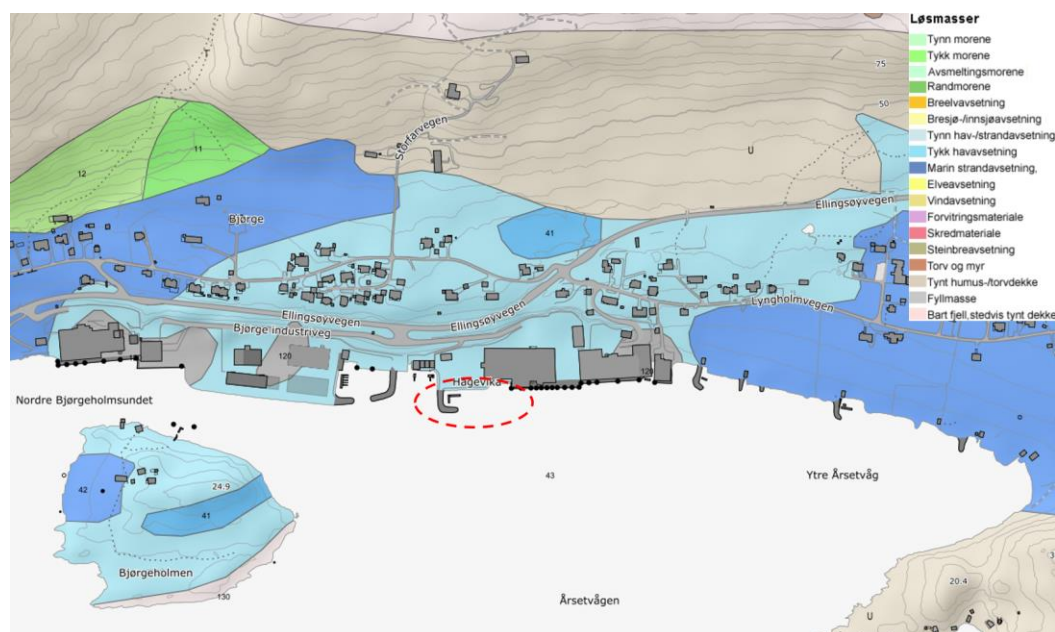 Løsmasser
Tynn morene
Tykk morene
Avsmeltingsmorene
Randmorene
Breelvavsetning
Bresjø-/innsjøavsetning
Tynn hav-/strandavsetning
Tykk havavsetning
Marin strandavsetning,
Elveavsetning
Vindavsetning
Forvitringsmateriale
Skredmateriale
Steinbreavsetning
Torv og myr
Tynt humus-/torvdekke
Fyllmasse
Bart fjell,stedvis tynt dekke
T
75
50
Storfarvegen
11
U
12
Ellingsøyvegen
Bjørge
41
Lyngholmvegen
Ellingsøyvegen
Ellingsøyvegen
Bjørge industriveg
120
120
Hagevika
Nordre Bjørgeholmsundet
43
Ytre Årsetvåg
24.9
42
41
Bjørgeholmen
20.4
130
Årsetvågen
U